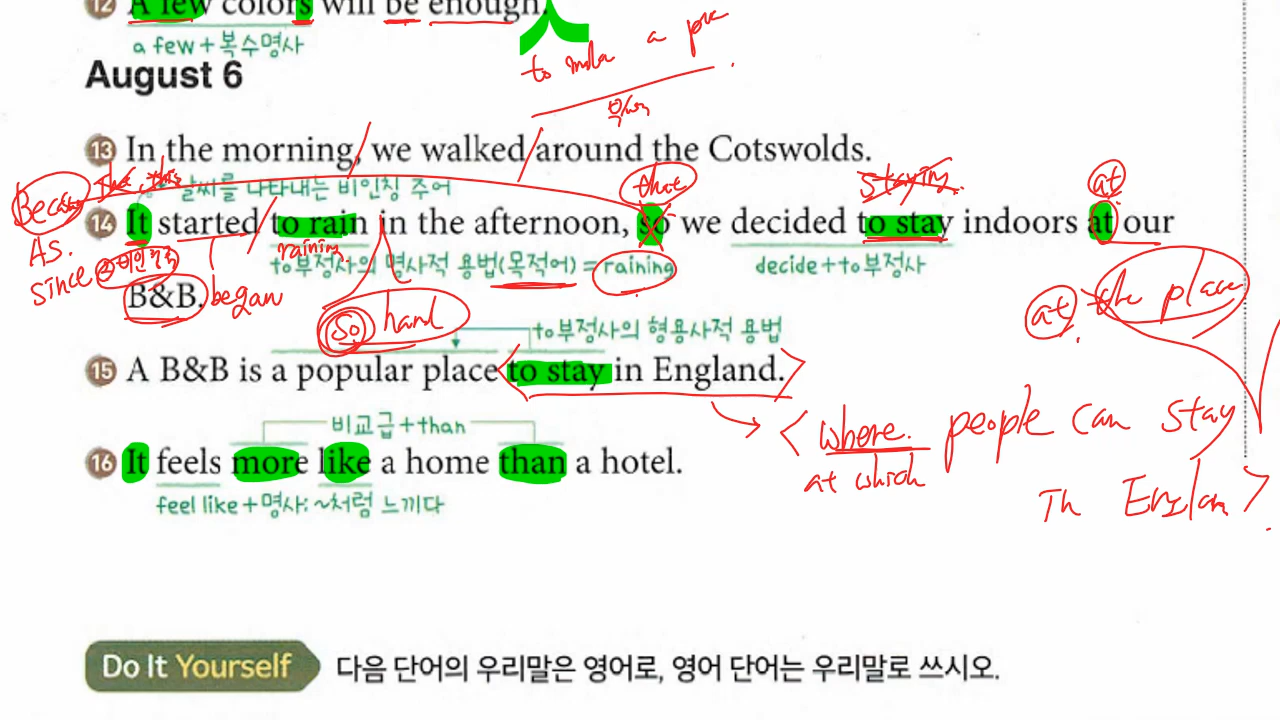 12 A few colors will be enough.
a few+복수명사
to make a
August 6
13 In the morning, we walked around the Cotswolds.
날씨를 나타내는 비인칭 주어
that
staying
at
14 It started to rain in the afternoon, so we decided to stay indoors at our
As.
since
raining
to부정사의 명사적 용법(목적어)=raining
decide+to부정사
B&B. began
so hard
at the place
to부정사의 형용사적 용법
15 A B&B is a popular place to stay in England.
where. people can stay
at which
비교급+than
16 It feels more like a home than a hotel.
feel like+명사: ~처럼 느끼다
Do It Yourself 다음 단어의 우리말은 영어로, 영어 단어는 우리말로 쓰시오.